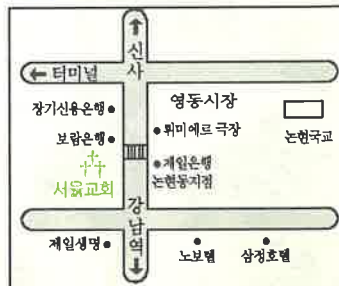 신사
터미널
장기신용은행
영동시장
보람은행
뤼미에르 극장
논현국교
제일은행
논현동지점
서울교회
강남역
제일생명
노보텔
삼정호텔